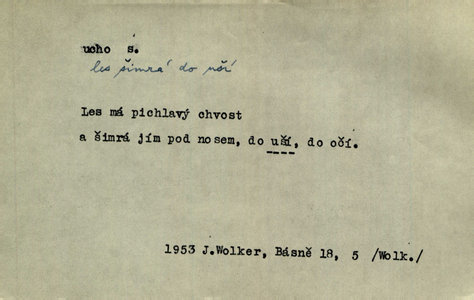 ucho s.
les šimrá do uší
Les má pichlavý chvost
a šimrá jím pod nosem, do uší, do očí.
1953 J.Wolker, Básně 18, 5 /Wolk./